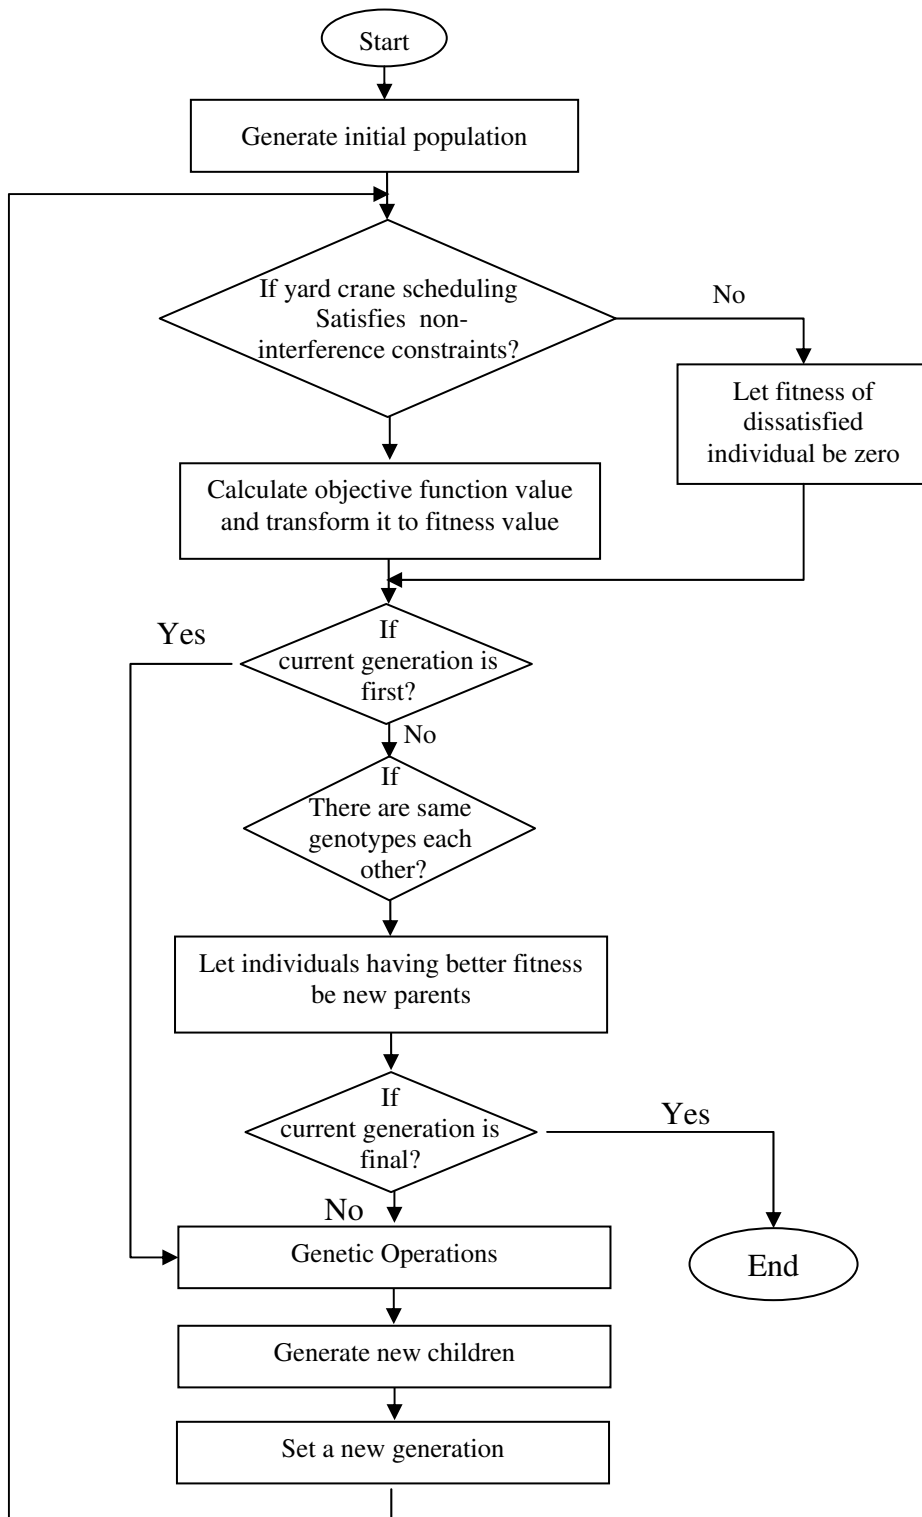 Start
Generate initial population
If yard crane scheduling
Satisfies non-
interference constraints?
No
Let fitness of
dissatisfied
individual be zero
Calculate objective function value
and transform it to fitness value
Yes
If
current generation is
first?
No
If
There are same
genotypes each
other?
Let individuals having better fitness
be new parents
If
current generation is
final?
Yes
No
Genetic Operations
End
Generate new children
Set a new generation